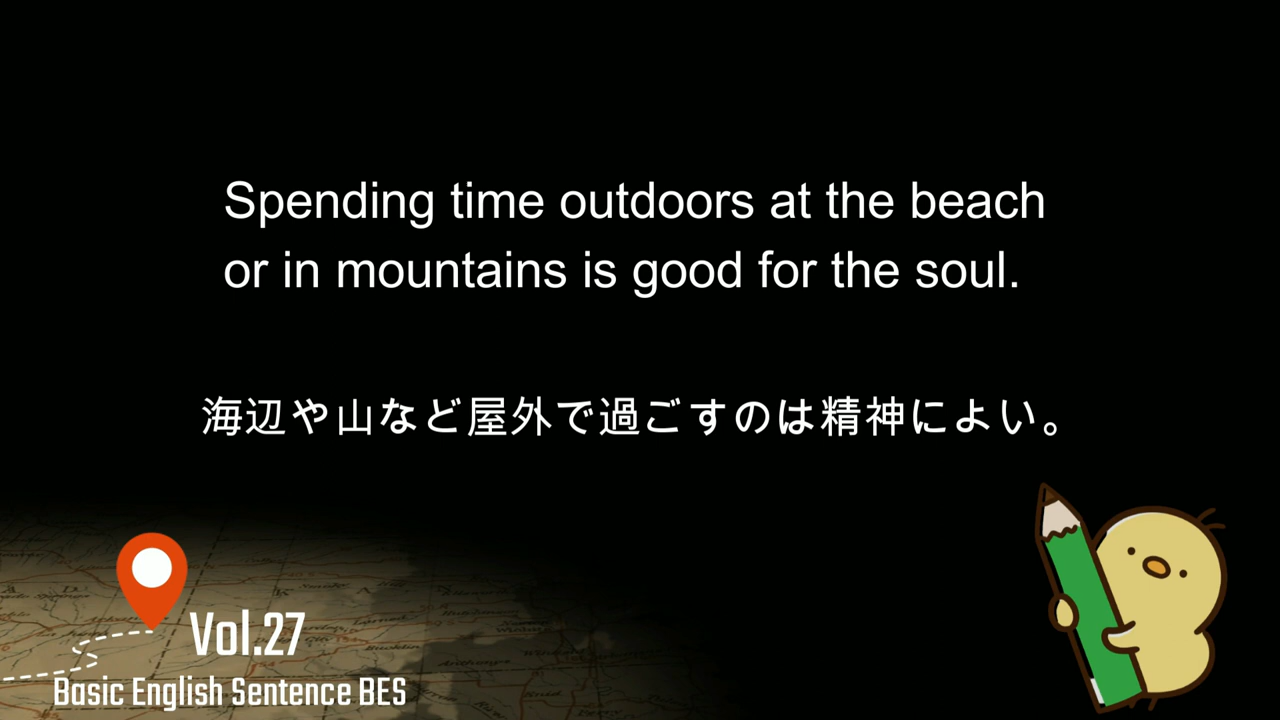 Spending time outdoors at the beach
or in mountains is good for the soul.
海辺や山など屋外で過ごすのは精神によい。
Vol.27
Basic English Sentence BES